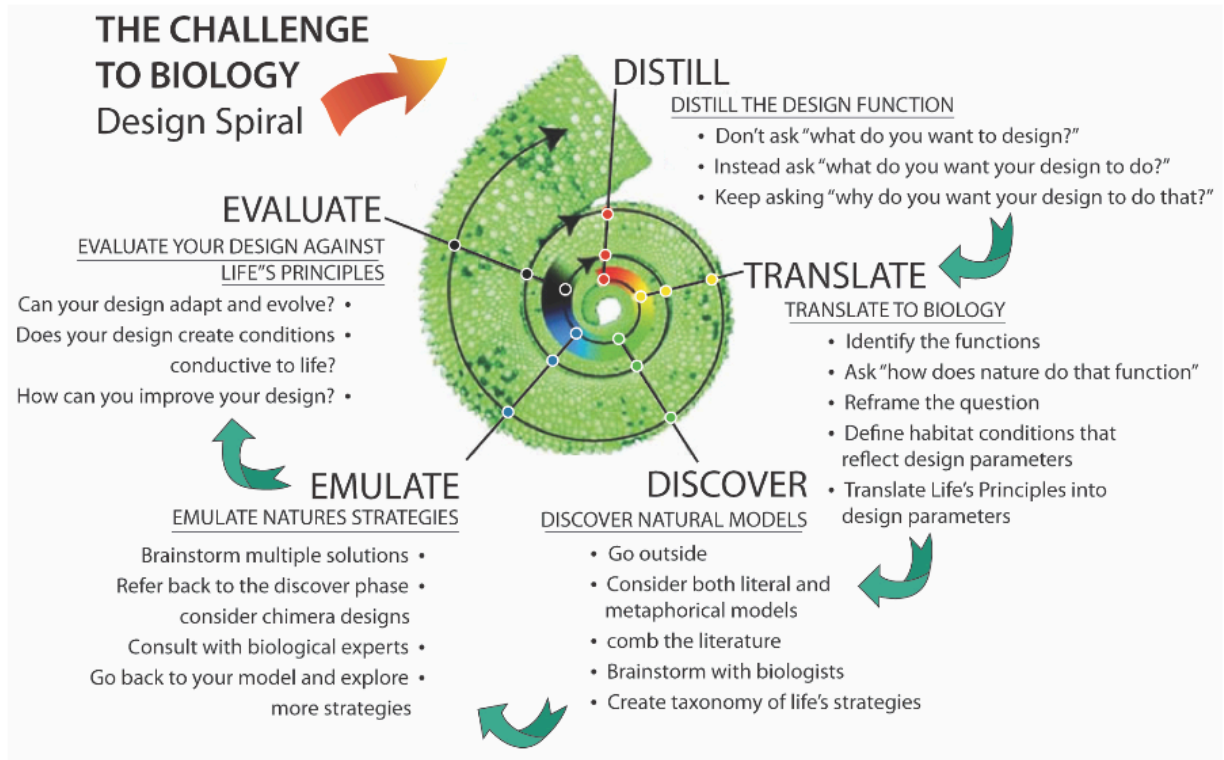 THE CHALLENGE
TO BIOLOGY
Design Spiral
DISTILL
DISTILL THE DESIGN FUNCTION
• Don't ask "what do you want to design?"
• Instead ask "what do you want your design to do?"
• Keep asking "why do you want your design to do that?"
TRANSLATE
TRANSLATE TO BIOLOGY
• Identify the functions
• Ask "how does nature do that function"
• Reframe the question
• Define habitat conditions that
reflect design parameters
• Translate Life's Principles into
design parameters
DISCOVER
DISCOVER NATURAL MODELS
• Go outside
• Consider both literal and
metaphorical models
• comb the literature
• Brainstorm with biologists
• Create taxonomy of life's strategies
EMULATE
EMULATE NATURES STRATEGIES
Brainstorm multiple solutions •
Refer back to the discover phase •
consider chimera designs
Consult with biological experts •
Go back to your model and explore •
more strategies
EVALUATE
EVALUATE YOUR DESIGN AGAINST
LIFE"S PRINCIPLES
Can your design adapt and evolve? •
Does your design create conditions •
conductive to life?
How can you improve your design? •